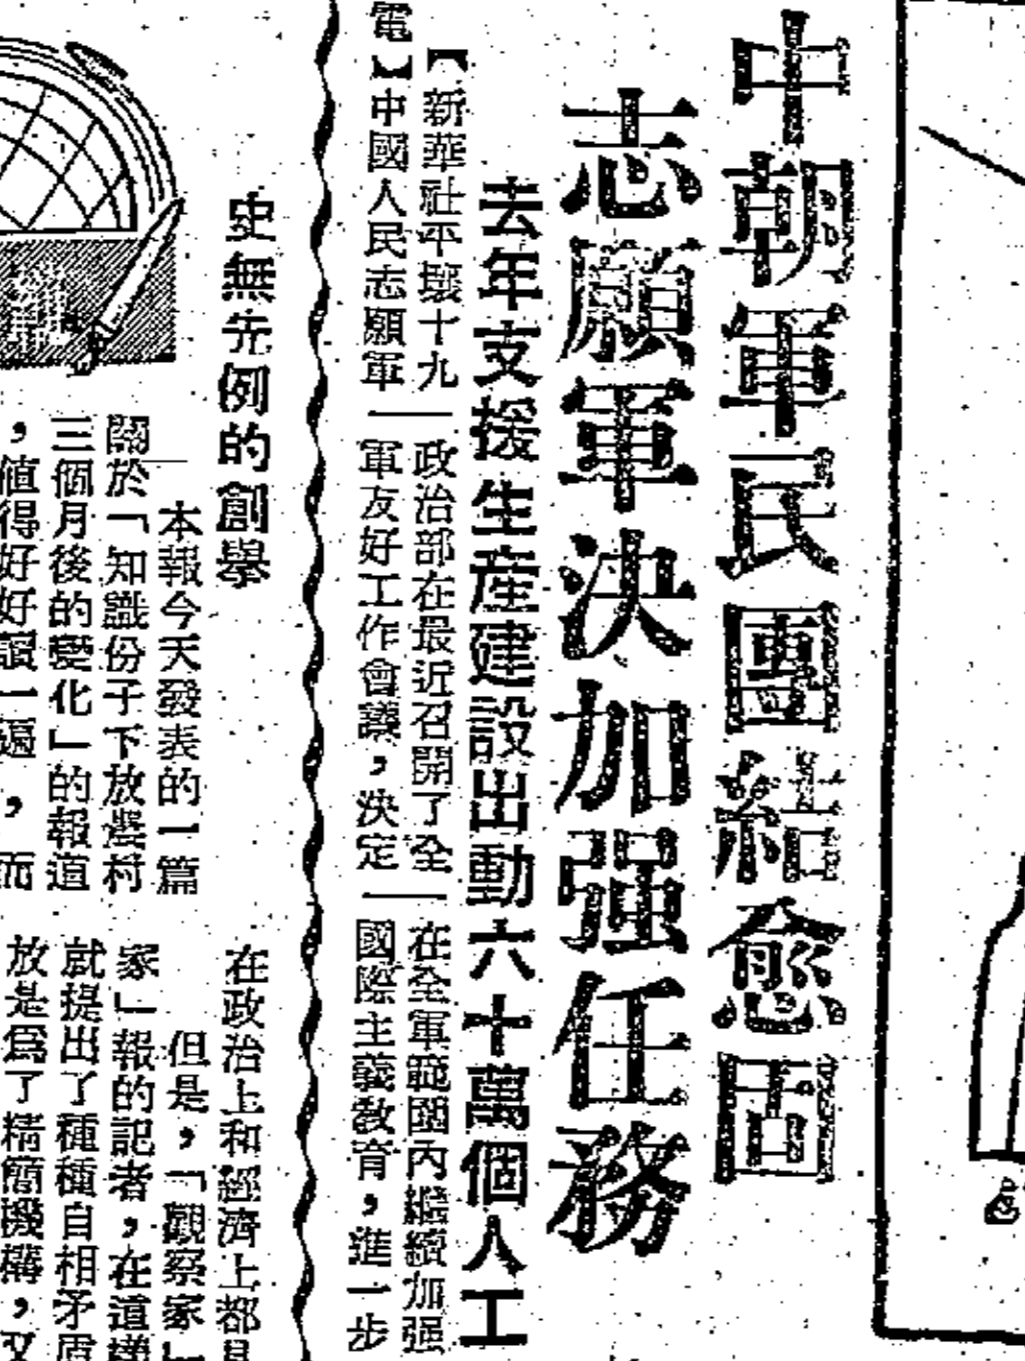 中朝軍民團結愈固
志願軍決加强任務
去年支援生產建設出動六十萬個人工
【新華社平壤十九
電】中國人民志願軍
政治部在最近召開了全
軍友好工作會議，決定
在全軍範圍內繼續加强
國際主義敎育，進一步
史無先例的創舉
本報今天發表的一篇
關於「知識份子下放農村
三個月後的變化」的報道
，値得好好讀一遍，而
在政治上和經濟上都
但是，「觀察家」
家」報的記者，在這
就提出了種種自相矛盾
放是爲了精簡機構，又